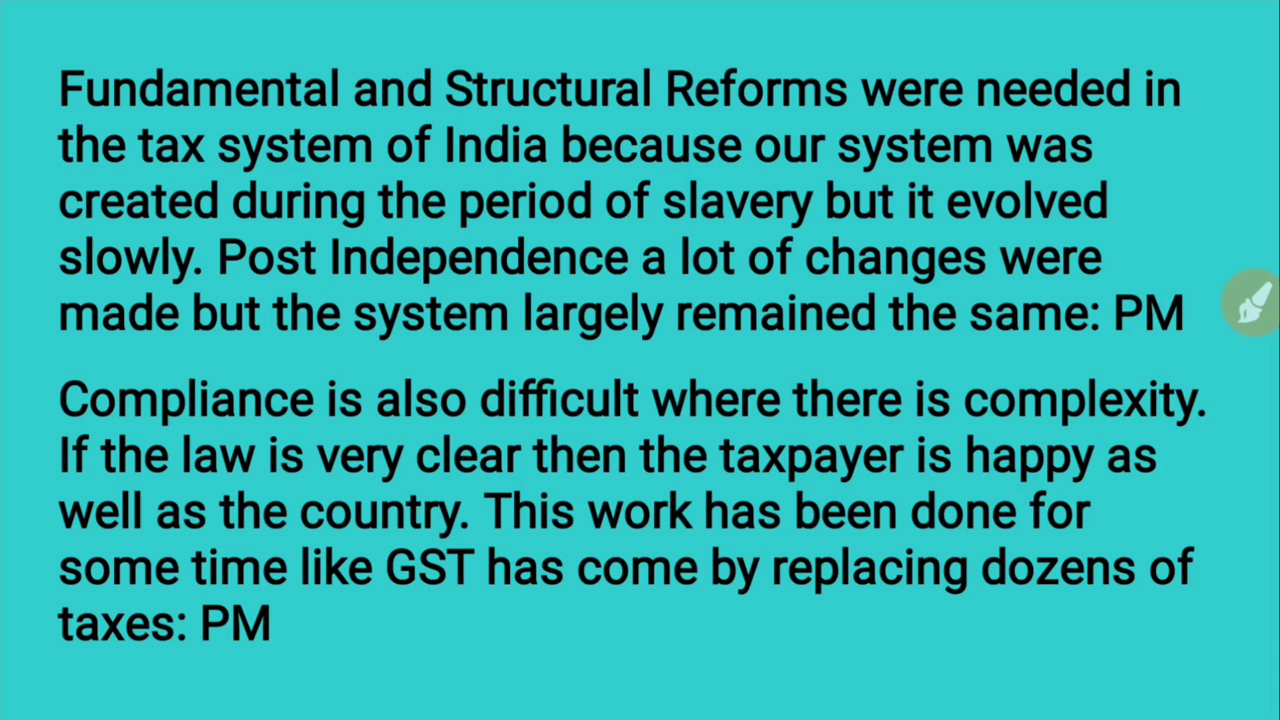 Fundamental and Structural Reforms were needed in
the tax system of India because our system was
created during the period of slavery but it evolved
slowly. Post Independence a lot of changes were
made but the system largely remained the same: PM
Compliance is also difficult where there is complexity.
If the law is very clear then the taxpayer is happy as
well as the country. This work has been done for
some time like GST has come by replacing dozens of
taxes: PM